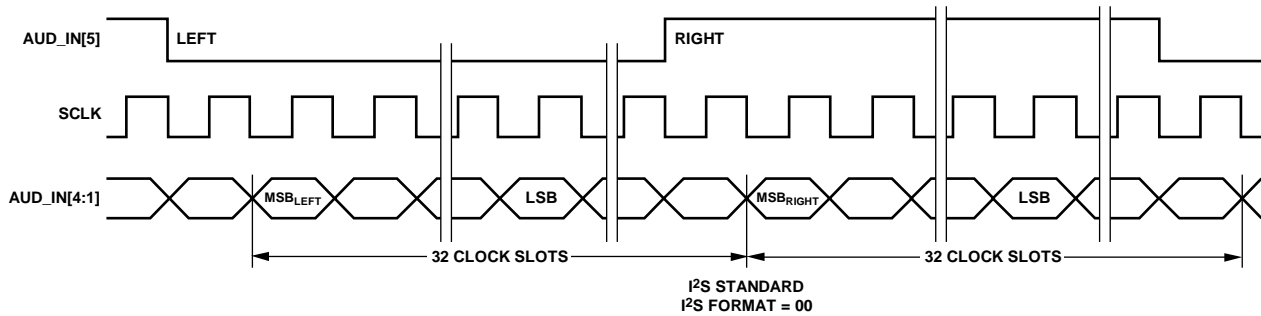 AUD_IN[5]
LEFT
RIGHT
SCLK
AUD_IN[4:1]
MSBLEFT
LSB
MSBRIGHT
LSB
32 CLOCK SLOTS
32 CLOCK SLOTS
I2S STANDARD
I2S FORMAT = 00